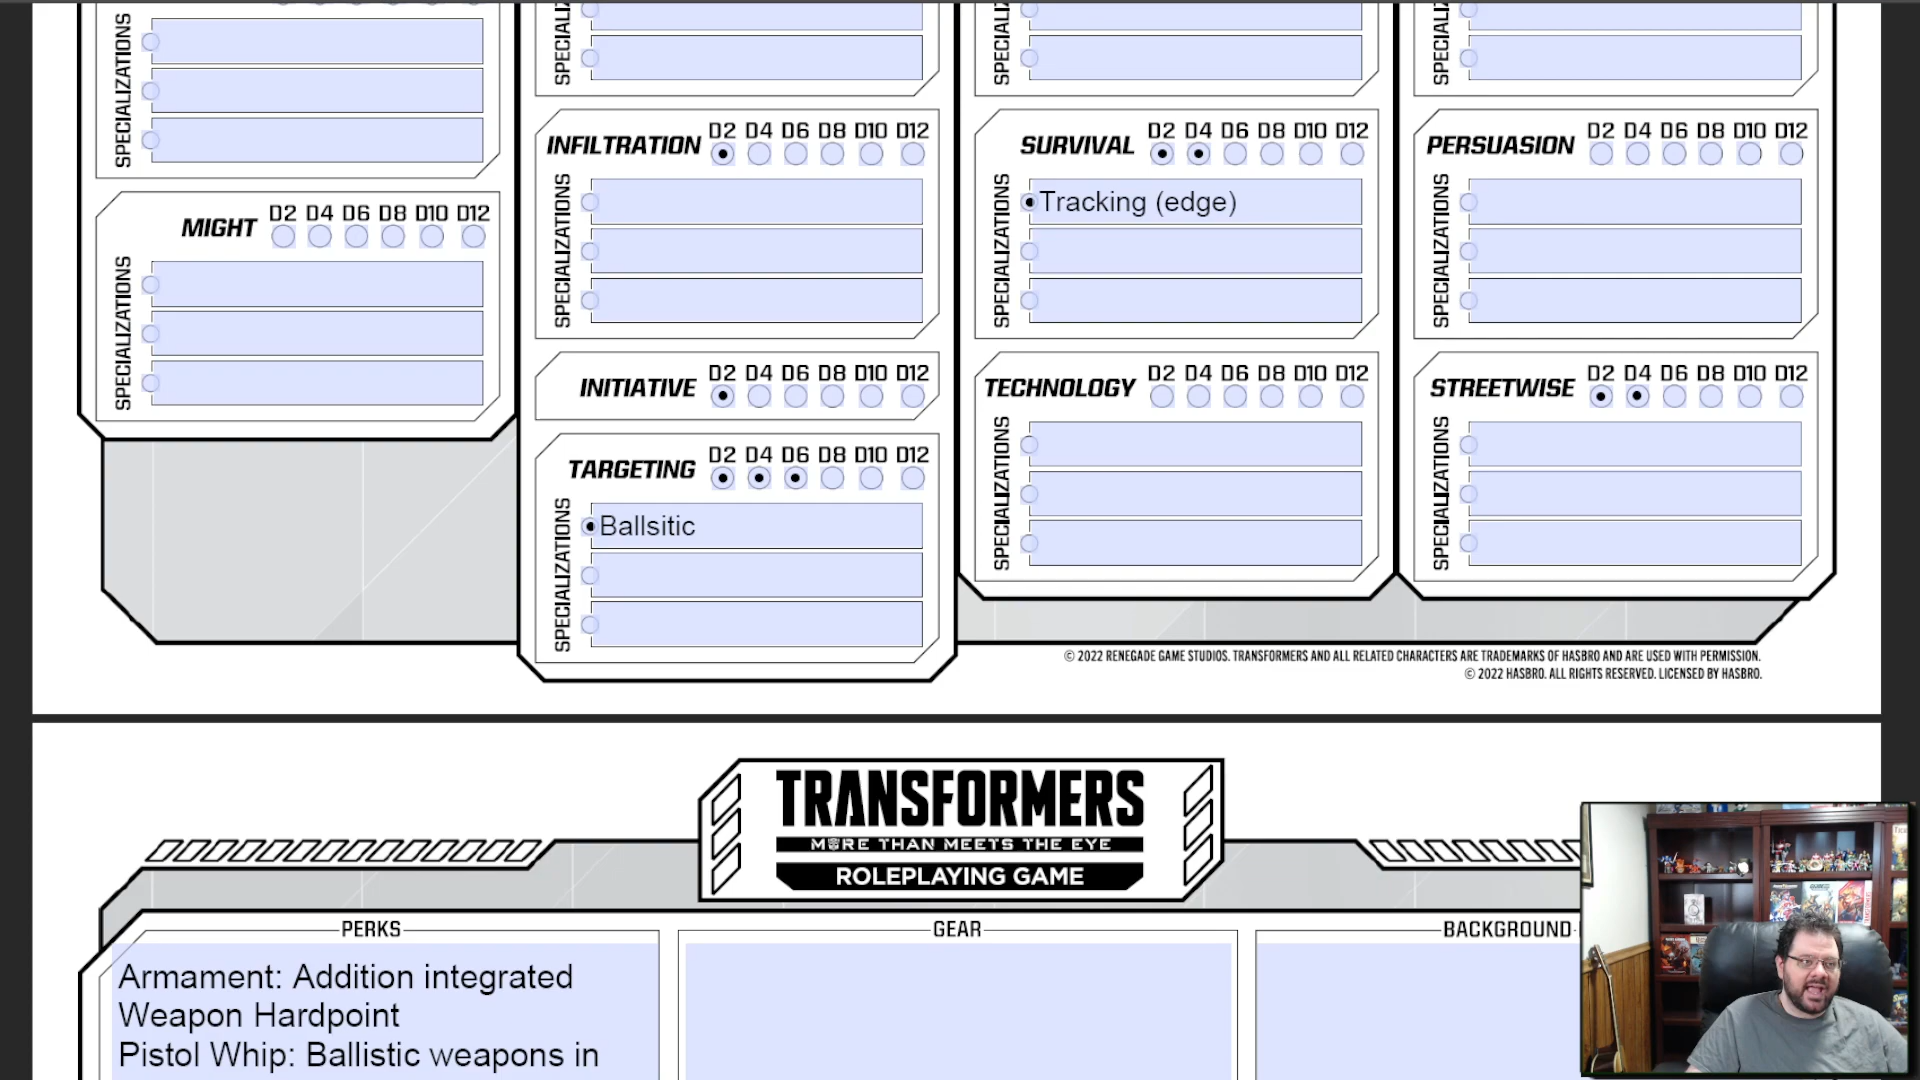 SPECIALIZATIONS
MIGHT D2 D4 D6 D8 D10 D12
SPECIALIZATIONS
INFILTRATION D2 D4 D6 D8 D10 D12
SPECIALIZATIONS
INITIATIVE D2 D4 D6 D8 D10 D12
TARGETING D2 D4 D6 D8 D10 D12
SPECIALIZATIONS
Ballsitic
SURVIVAL D2 D4 D6 D8 D10 D12
SPECIALIZATIONS
Tracking (edge)
TECHNOLOGY D2 D4 D6 D8 D10 D12
SPECIALIZATIONS
PERSUASION D2 D4 D6 D8 D10 D12
SPECIALIZATIONS
STREETWISE D2 D4 D6 D8 D10 D12
SPECIALIZATIONS
© 2022 RENEGADE GAME STUDIOS. TRANSFORMERS AND ALL RELATED CHARACTERS ARE TRADEMARKS OF HASBRO AND ARE USED WITH PERMISSION.
© 2022 HASBRO. ALL RIGHTS RESERVED. LICENSED BY HASBRO.
TRANSFORMERS
MORE THAN MEETS THE EYE
ROLEPLAYING GAME
PERKS
Armament: Addition integrated
Weapon Hardpoint
Pistol Whip: Ballistic weapons in
GEAR
BACKGROUND